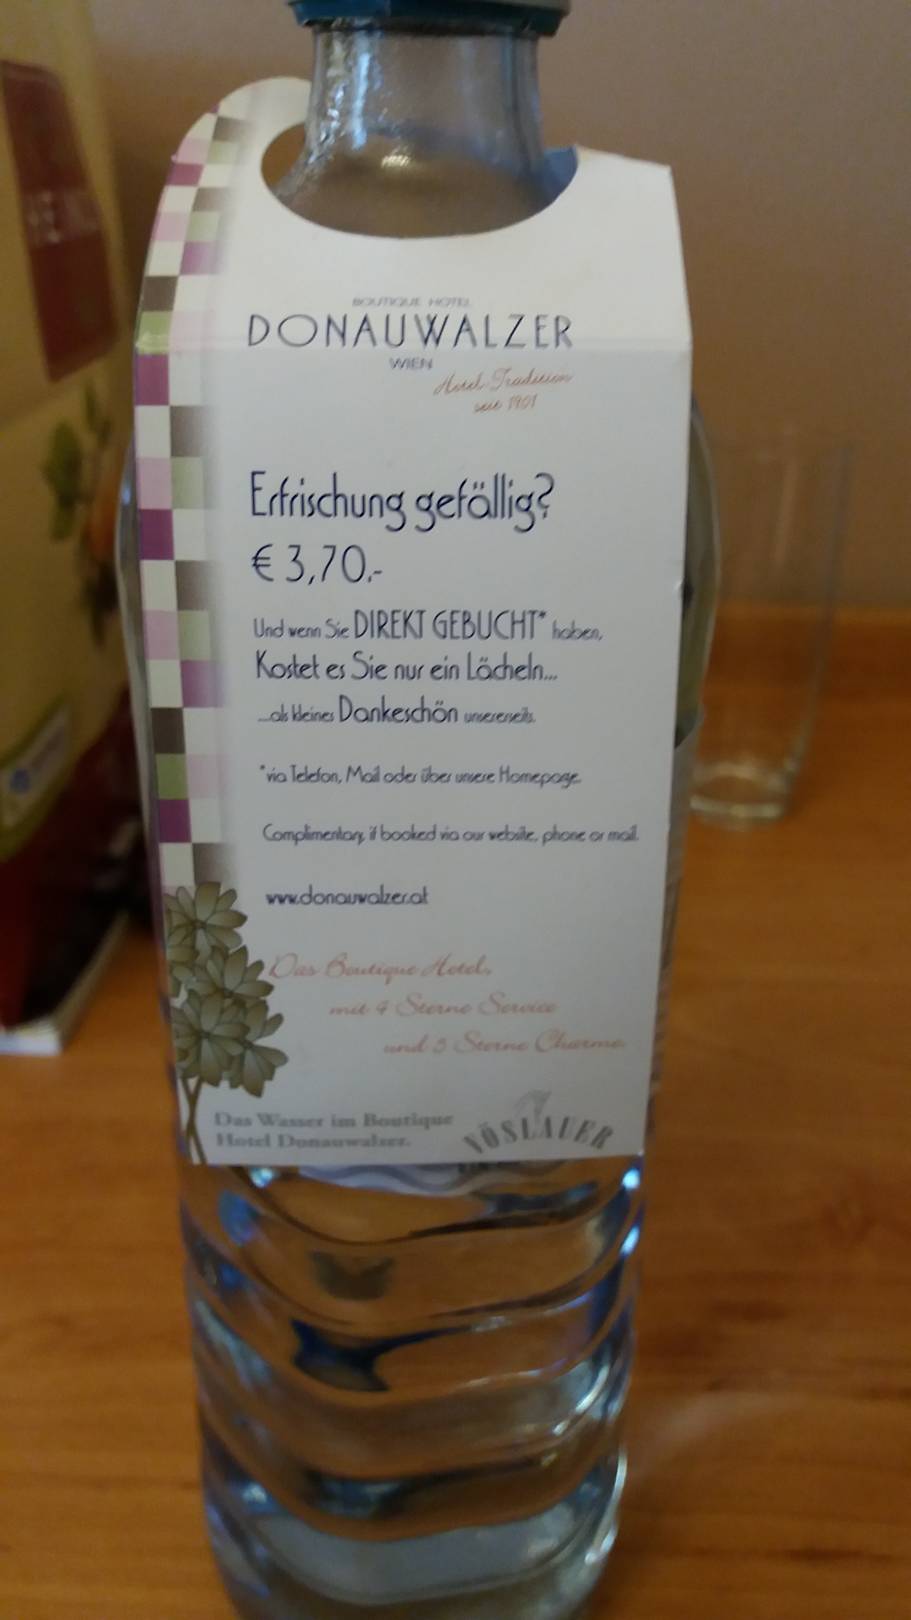 BOUTIQUE HOTEL
DONAUWALZER
WIEN
Hotel-Tradition
seit 1901
Erfrischung gefällig?
€ 3,70.-
Und wenn Sie DIREKT GEBUCHT* haben,
Kostet es Sie nur ein Lächeln...
...als kleines Dankeschön unsererseits.
*via Telefon, Mail oder über unsere Homepage.
Complimentary, if booked via our website, phone or mail.
www.donauwalzer.at
Das Boutique Hotel,
mit 4 Sterne Service
und 5 Sterne Charme.
Das Wasser im Boutique
Hotel Donauwalzer.
VÖSLAUER